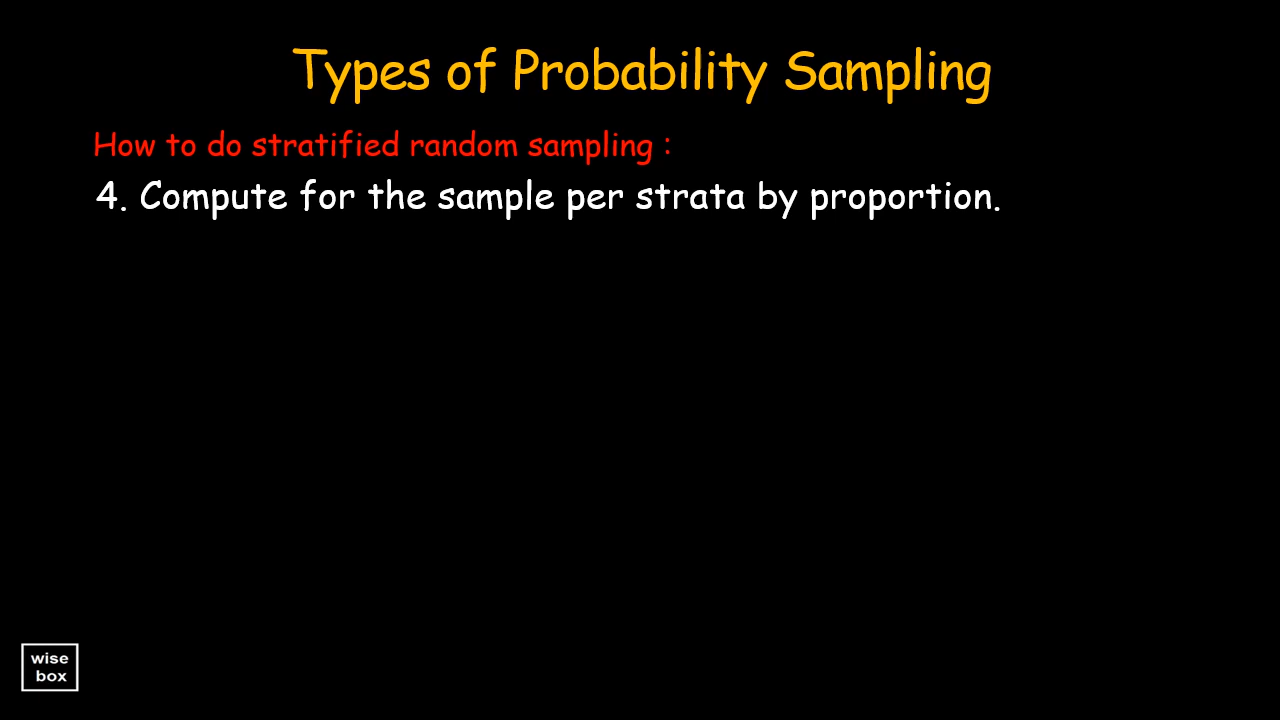 Types of Probability Sampling
How to do stratified random sampling :
4. Compute for the sample per strata by proportion.
wise
box